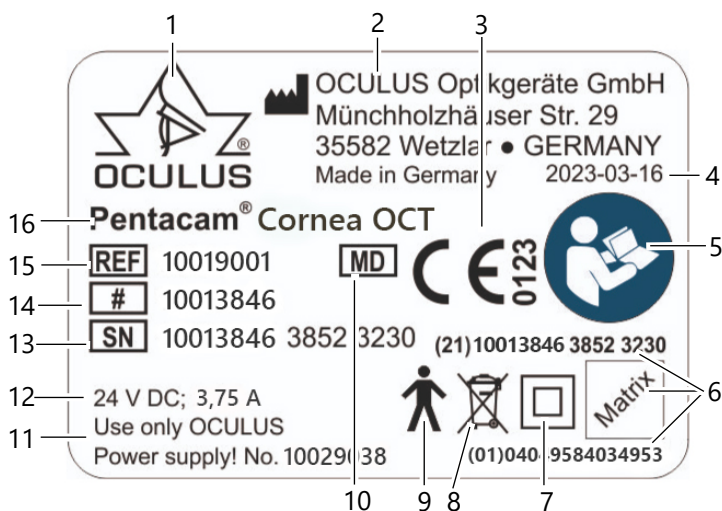 1
2
3
OCULUS Optikgeräte GmbH
Münchholzhäuser Str. 29
35582 Wetzlar ● GERMANY
Made in Germany 2023-03-16
4
®
OCULUS
16
Pentacam® Cornea OCT
5
15
REF 10019001
MD
CE 0123
14
# 10013846
13
SN 10013846 3852 3230
(21)10013846 3852 3230
12
24 V DC; 3,75 A
Matrix
6
11
Use only OCULUS
Power supply! No. 10029038
(01)04049584034953
10
9
8
7